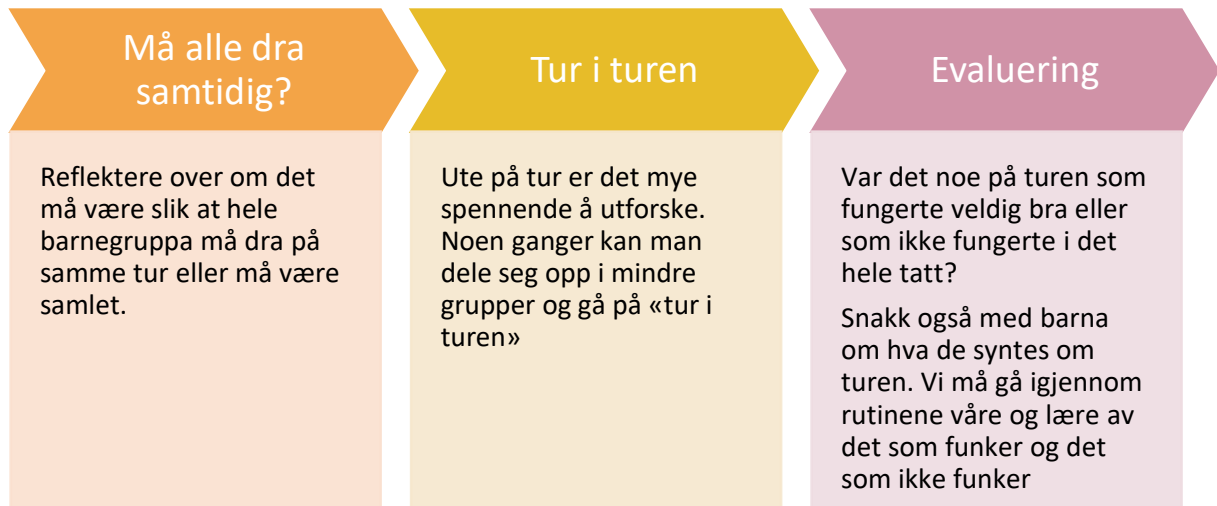 Må alle dra
samtidig?
Reflektere over om det
må være slik at hele
barnegruppa må dra på
samme tur eller må være
samlet.
Tur i turen
Ute på tur er det mye
spennende å utforske.
Noen ganger kan man
dele seg opp i mindre
grupper og gå på «tur i
turen»
Evaluering
Var det noe på turen som
fungerte veldig bra eller
som ikke fungerte i det
hele tatt?
Snakk også med barna
om hva de syntes om
turen. Vi må gå igjennom
rutinene våre og lære av
det som funker og det
som ikke funker